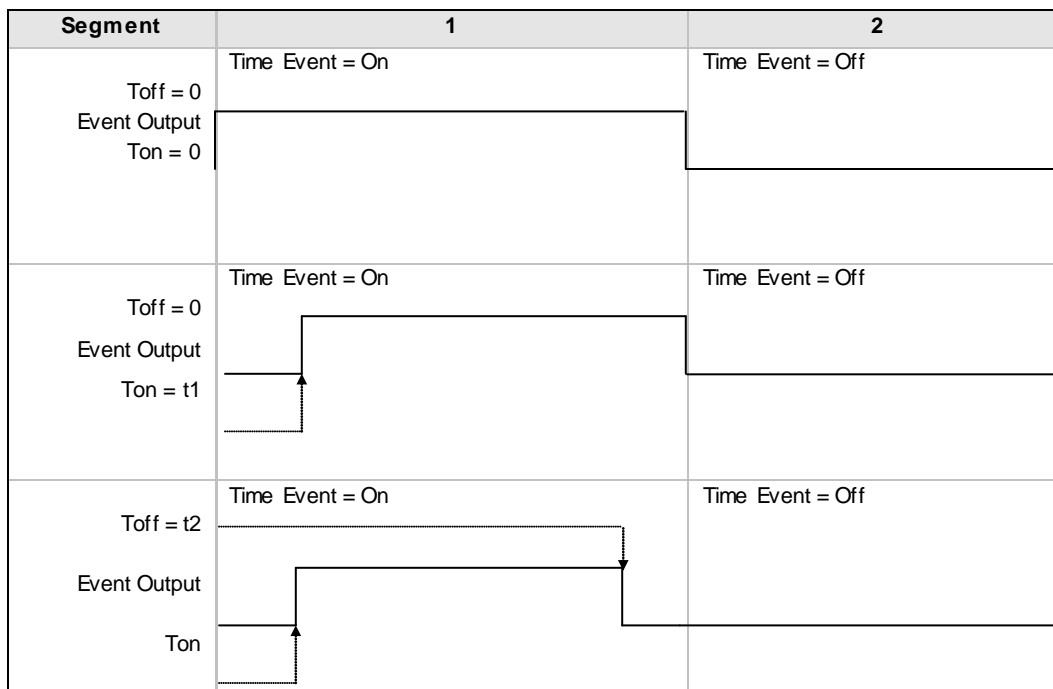 Segment 1 2
Time Event = On Time Event = Off
Toff = 0
Event Output
Ton = 0
Time Event = On Time Event = Off
Toff = 0
Event Output
Ton = t1
Time Event = On Time Event = Off
Toff = t2
Event Output
Ton